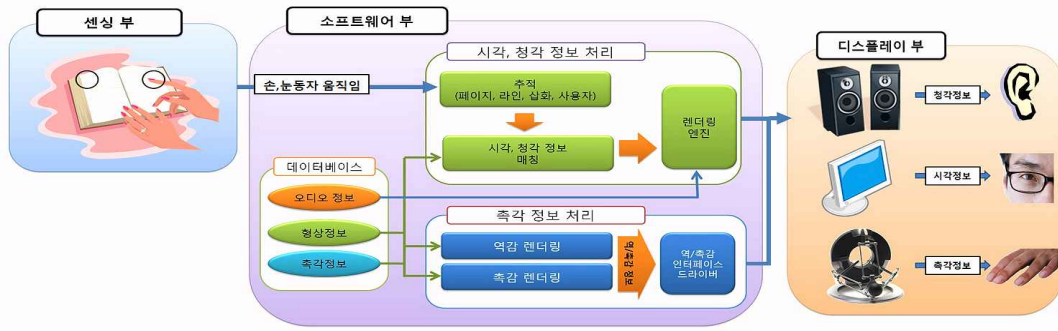 센싱 부
소프트웨어 부
디스플레이 부
손,눈동자 움직임
시각, 청각 정보 처리
추적
(페이지, 라인, 삽화, 사용자)
시각, 청각 정보
매칭
렌더링
엔진
데이터베이스
오디오 정보
형상정보
촉각정보
촉각 정보 처리
역감 렌더링
촉감 렌더링
역/촉감 정보
역/촉감
인터페이스
드라이버
청각정보
시각정보
촉각정보